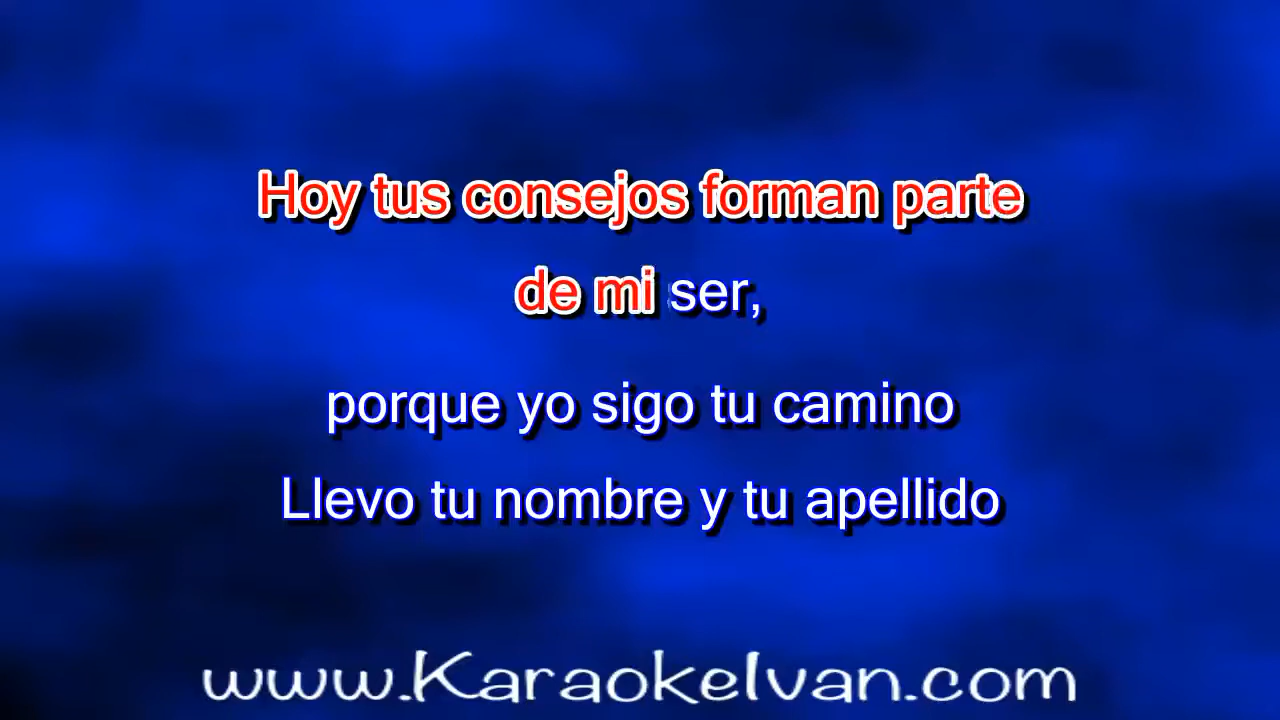 Hoy tus consejos forman parte
de mi ser,
porque yo sigo tu camino
Llevo tu nombre y tu apellido
www.KaraokeIvan.com